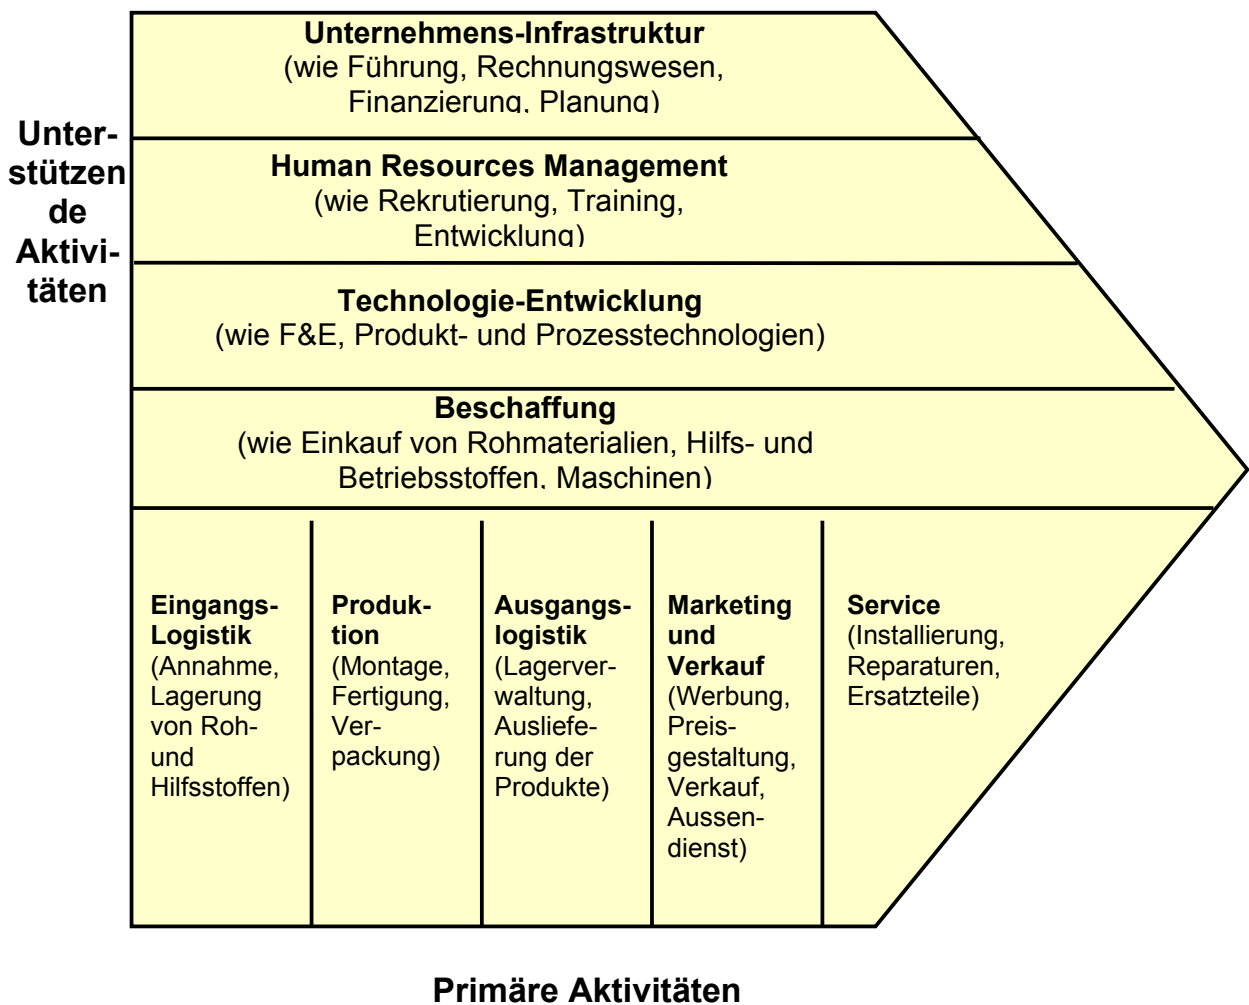 Unternehmens-Infrastruktur
(wie Führung, Rechnungswesen,
Finanzierung, Planung)
Unter-
stützen
de
Aktivi-
täten
Human Resources Management
(wie Rekrutierung, Training,
Entwicklung)
Technologie-Entwicklung
(wie F&E, Produkt- und Prozesstechnologien)
Beschaffung
(wie Einkauf von Rohmaterialien, Hilfs- und
Betriebsstoffen, Maschinen)
Eingangs-
Logistik
(Annahme,
Lagerung
von Roh-
und
Hilfsstoffen)
Produk-
tion
(Montage,
Fertigung,
Ver-
packung)
Ausgangs-
logistik
(Lagerver-
waltung,
Ausliefe-
rung der
Produkte)
Marketing
und
Verkauf
(Werbung,
Preis-
gestaltung,
Verkauf,
Aussen-
dienst)
Service
(Installierung,
Reparaturen,
Ersatzteile)
Primäre Aktivitäten